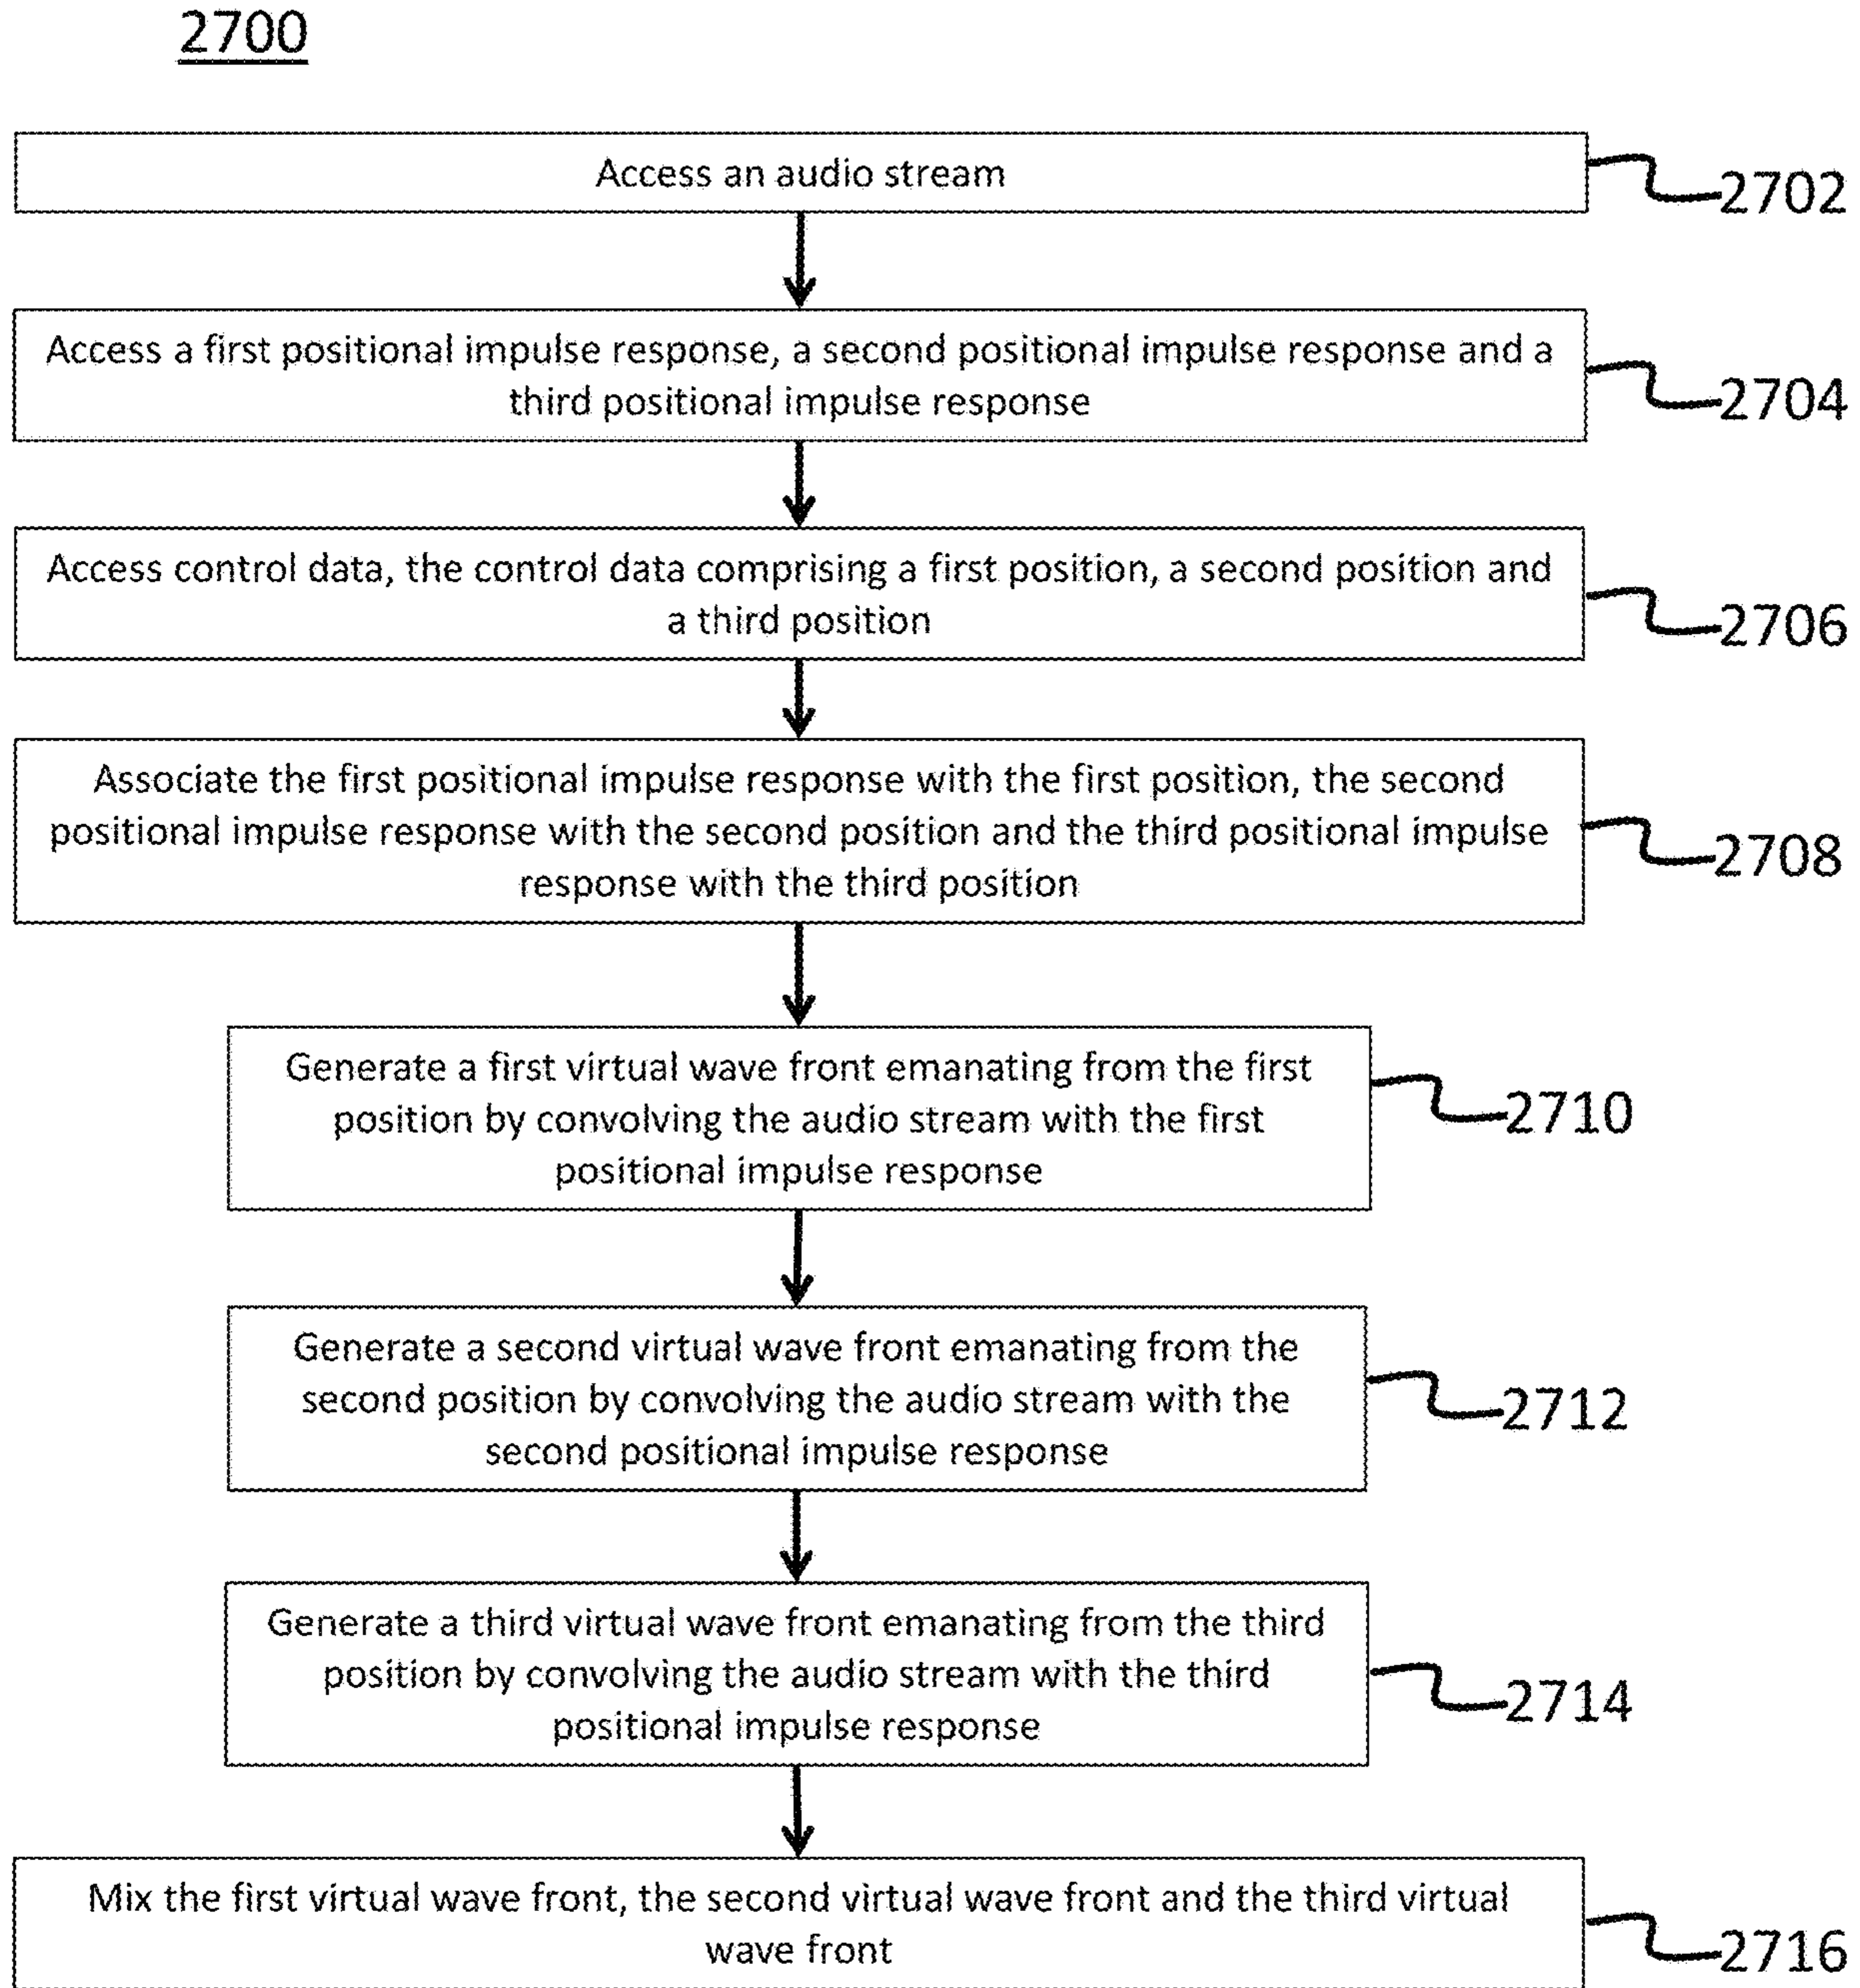 2700
Access an audio stream
2702
Access a first positional impulse response, a second positional impulse response and a
third positional impulse response
2704
Access control data, the control data comprising a first position, a second position and
a third position
2706
Associate the first positional impulse response with the first position, the second
positional impulse response with the second position and the third positional impulse
response with the third position
2708
Generate a first virtual wave front emanating from the first
position by convolving the audio stream with the first
positional impulse response
2710
Generate a second virtual wave front emanating from the
second position by convolving the audio stream with the
second positional impulse response
2712
Generate a third virtual wave front emanating from the third
position by convolving the audio stream with the third
positional impulse response
2714
Mix the first virtual wave front, the second virtual wave front and the third virtual
wave front
2716